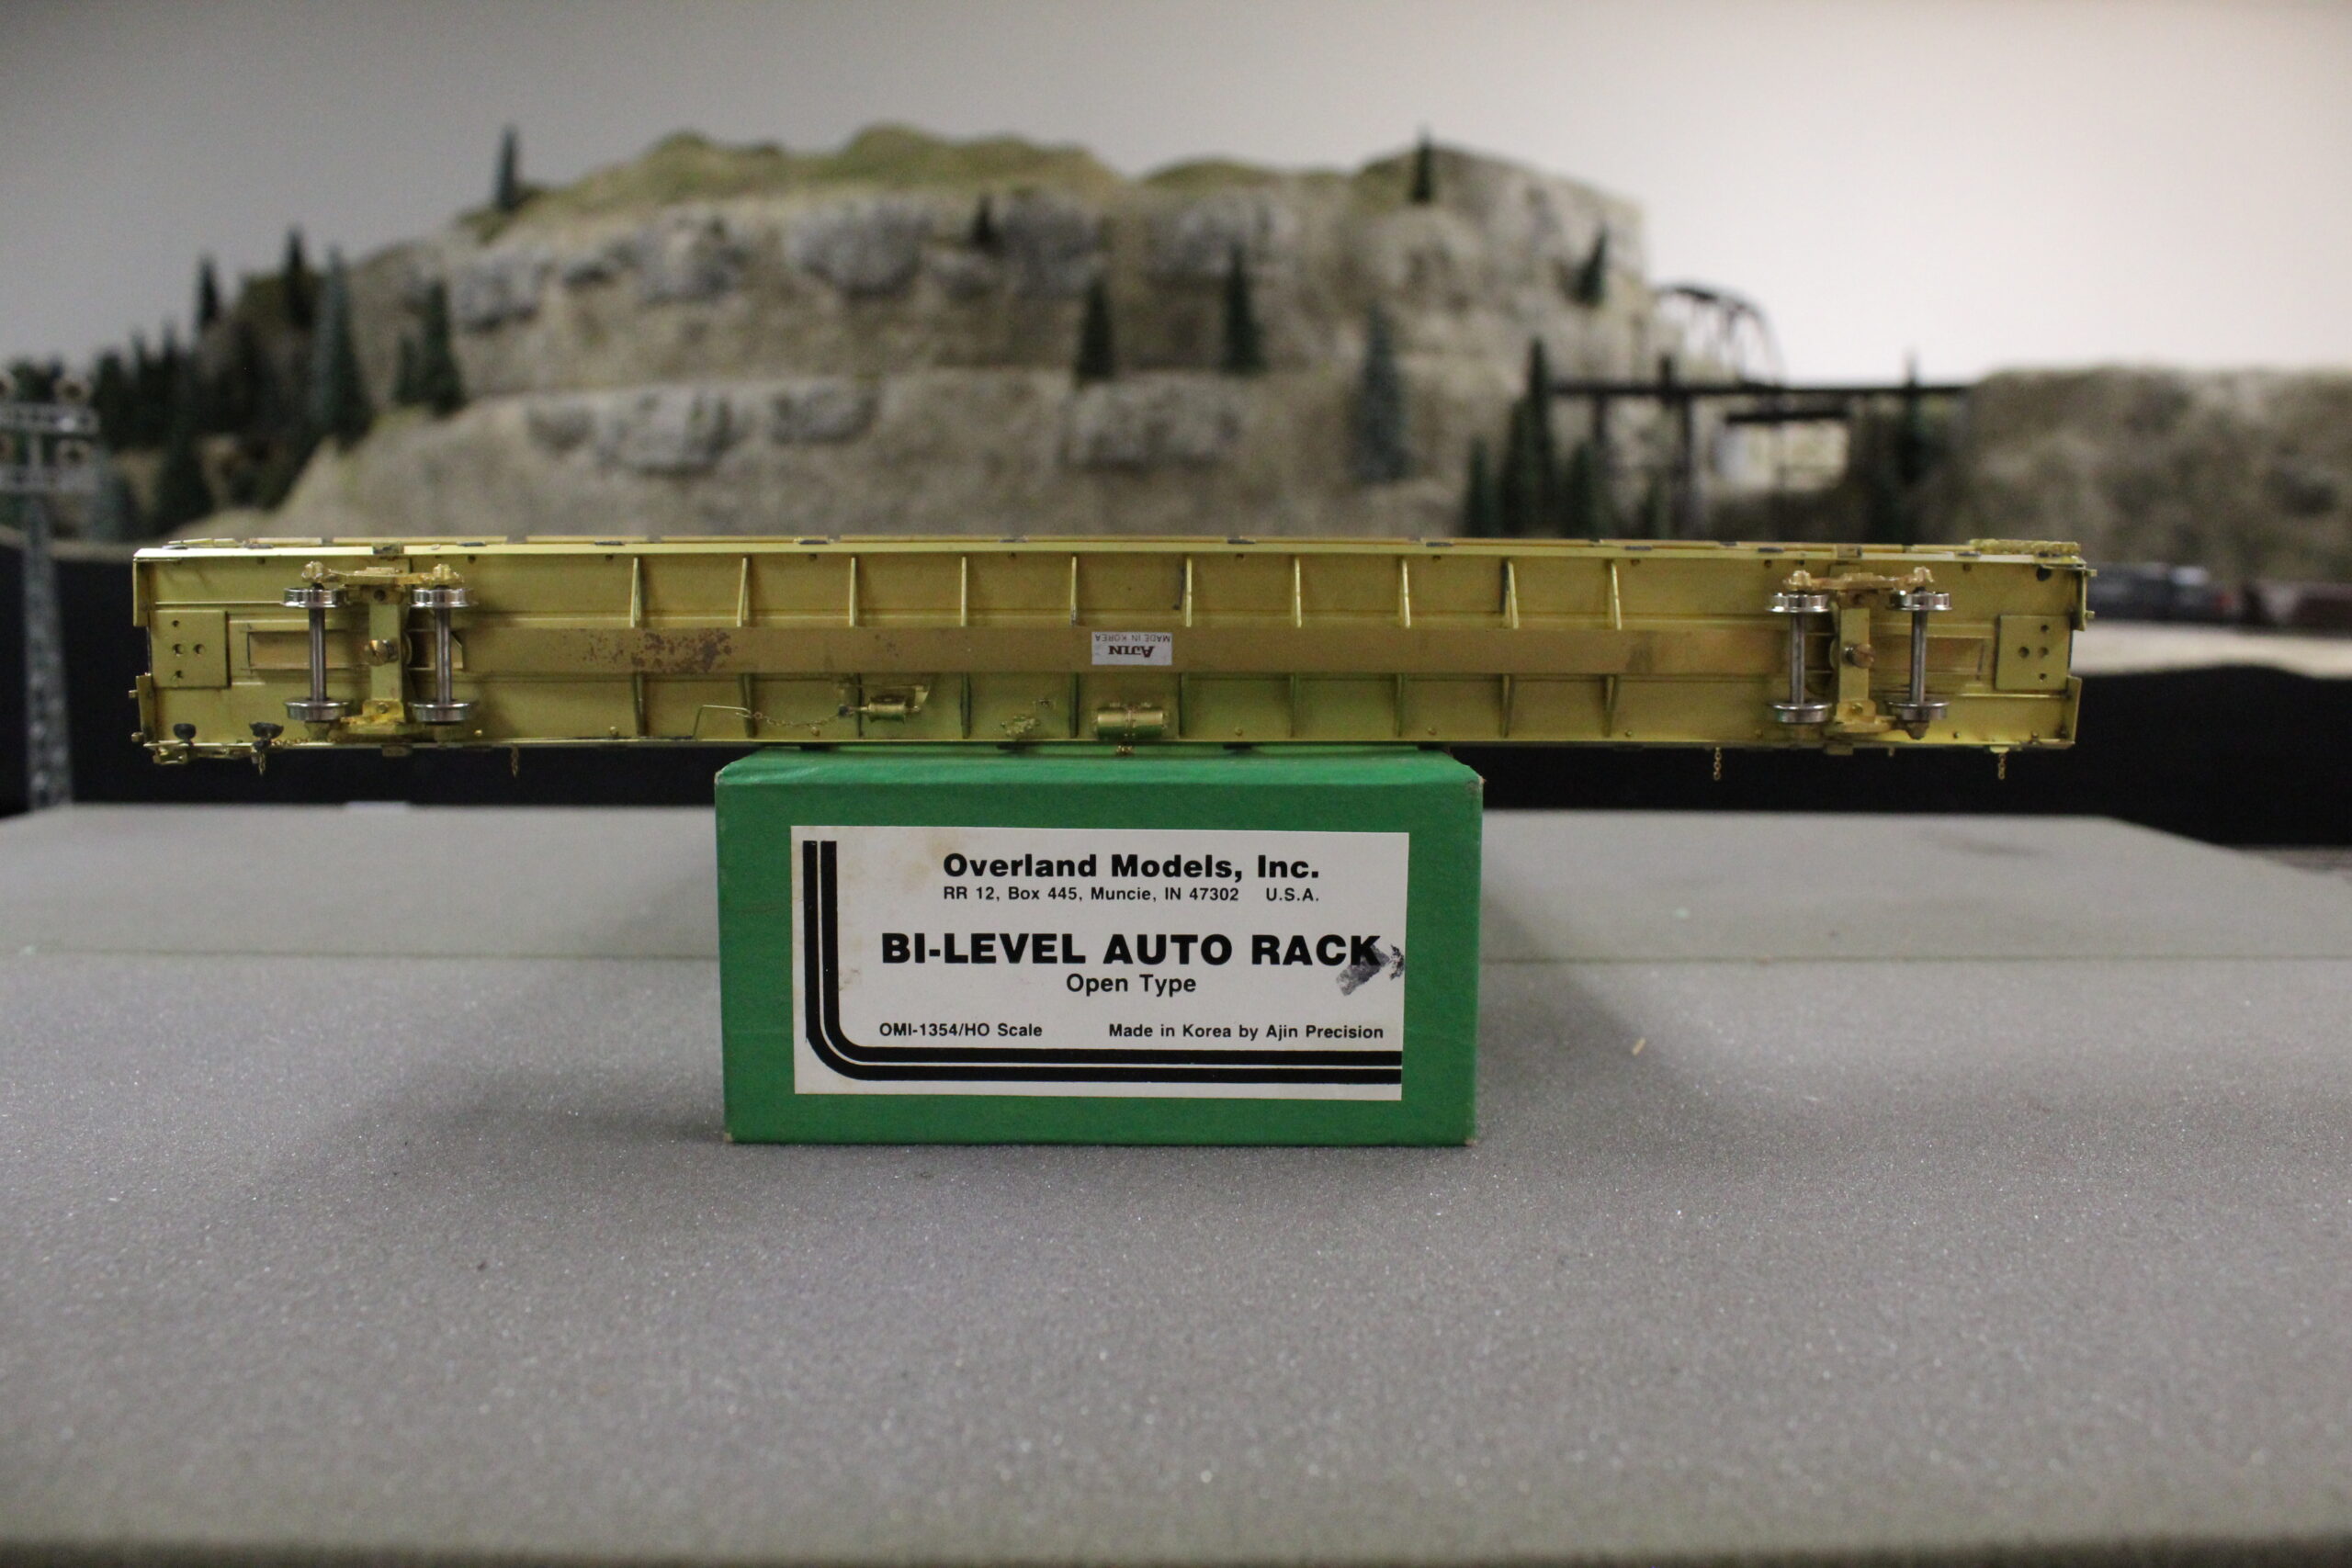 AJIN
MADE IN KOREA
Overland Models, Inc.
RR 12, Box 445, Muncie, IN 47302 U.S.A.
BI-LEVEL AUTO RACK
Open Type
OMI-1354/HO Scale Made in Korea by Ajin Precision